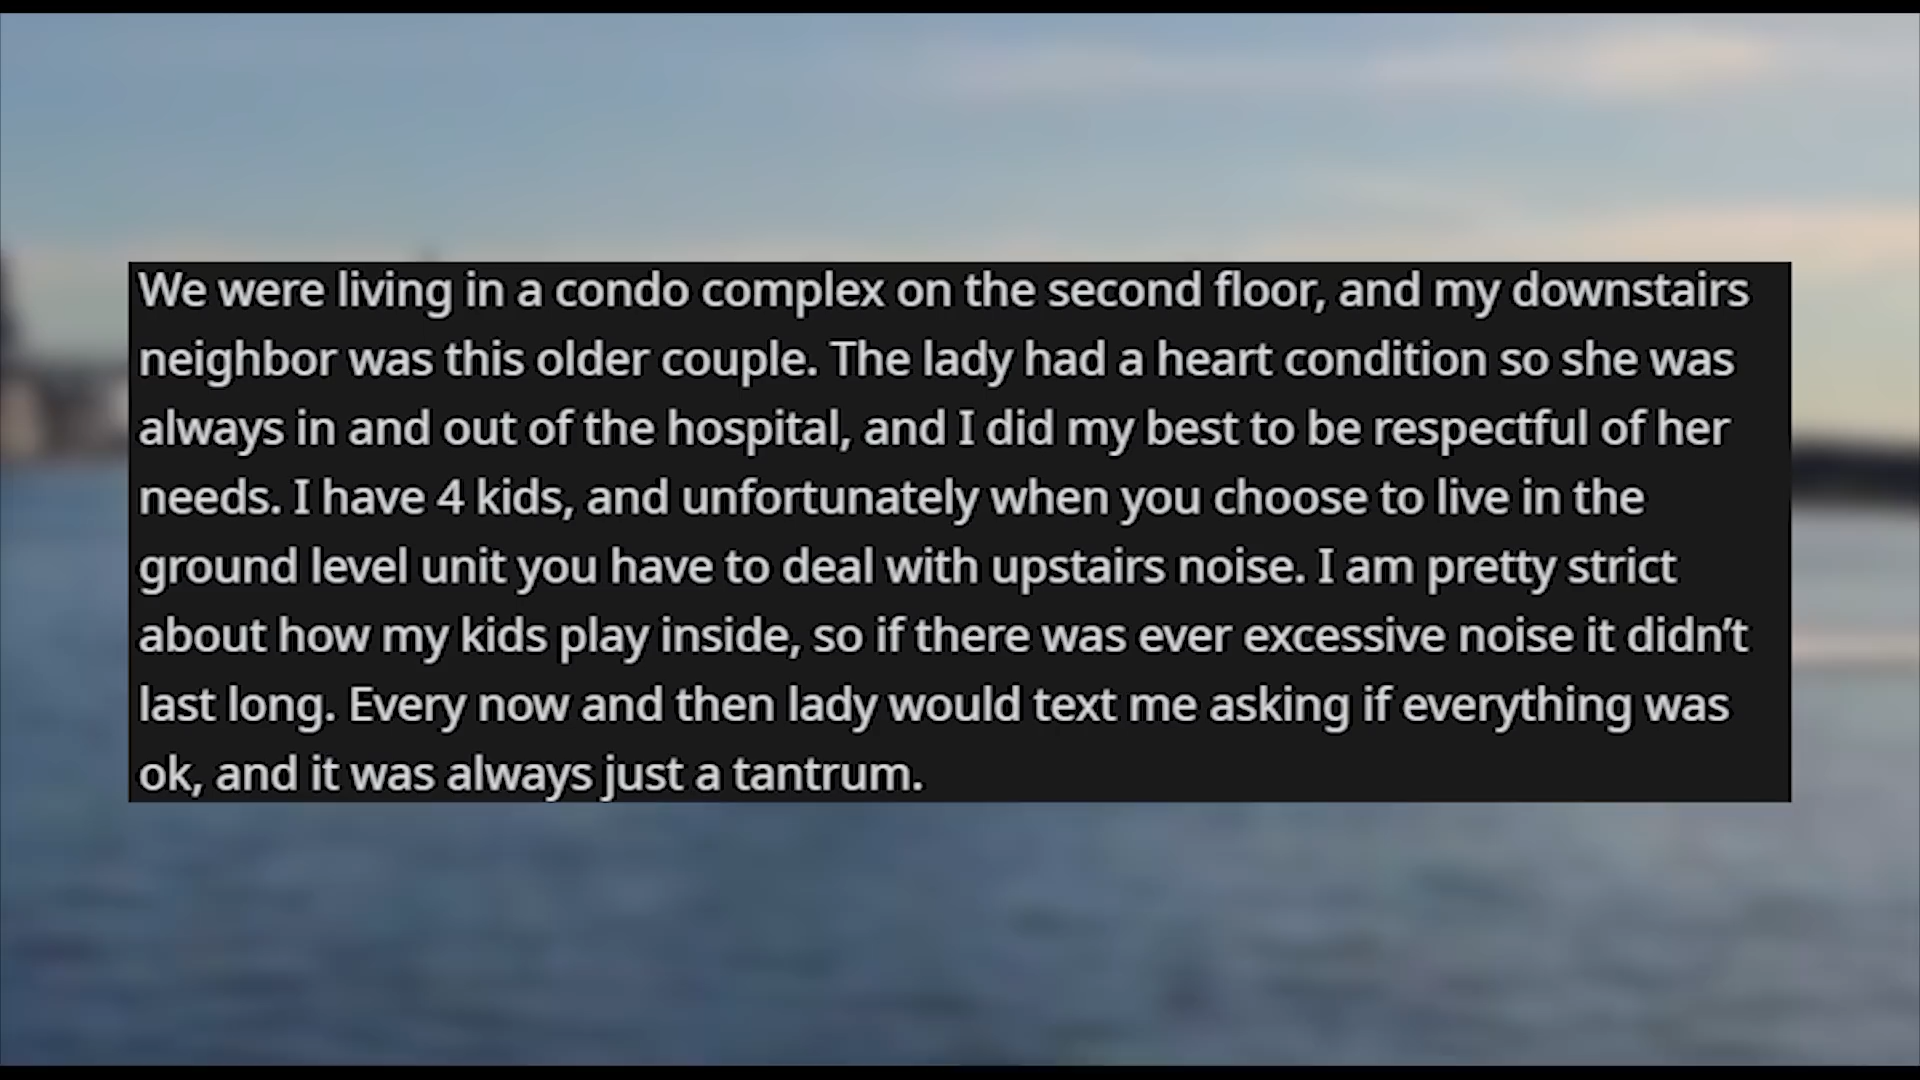 We were living in a condo complex on the second floor, and my downstairs
neighbor was this older couple. The lady had a heart condition so she was
always in and out of the hospital, and I did my best to be respectful of her
needs. I have 4 kids, and unfortunately when you choose to live in the
ground level unit you have to deal with upstairs noise. I am pretty strict
about how my kids play inside, so if there was ever excessive noise it didn’t
last long. Every now and then lady would text me asking if everything was
ok, and it was always just a tantrum.